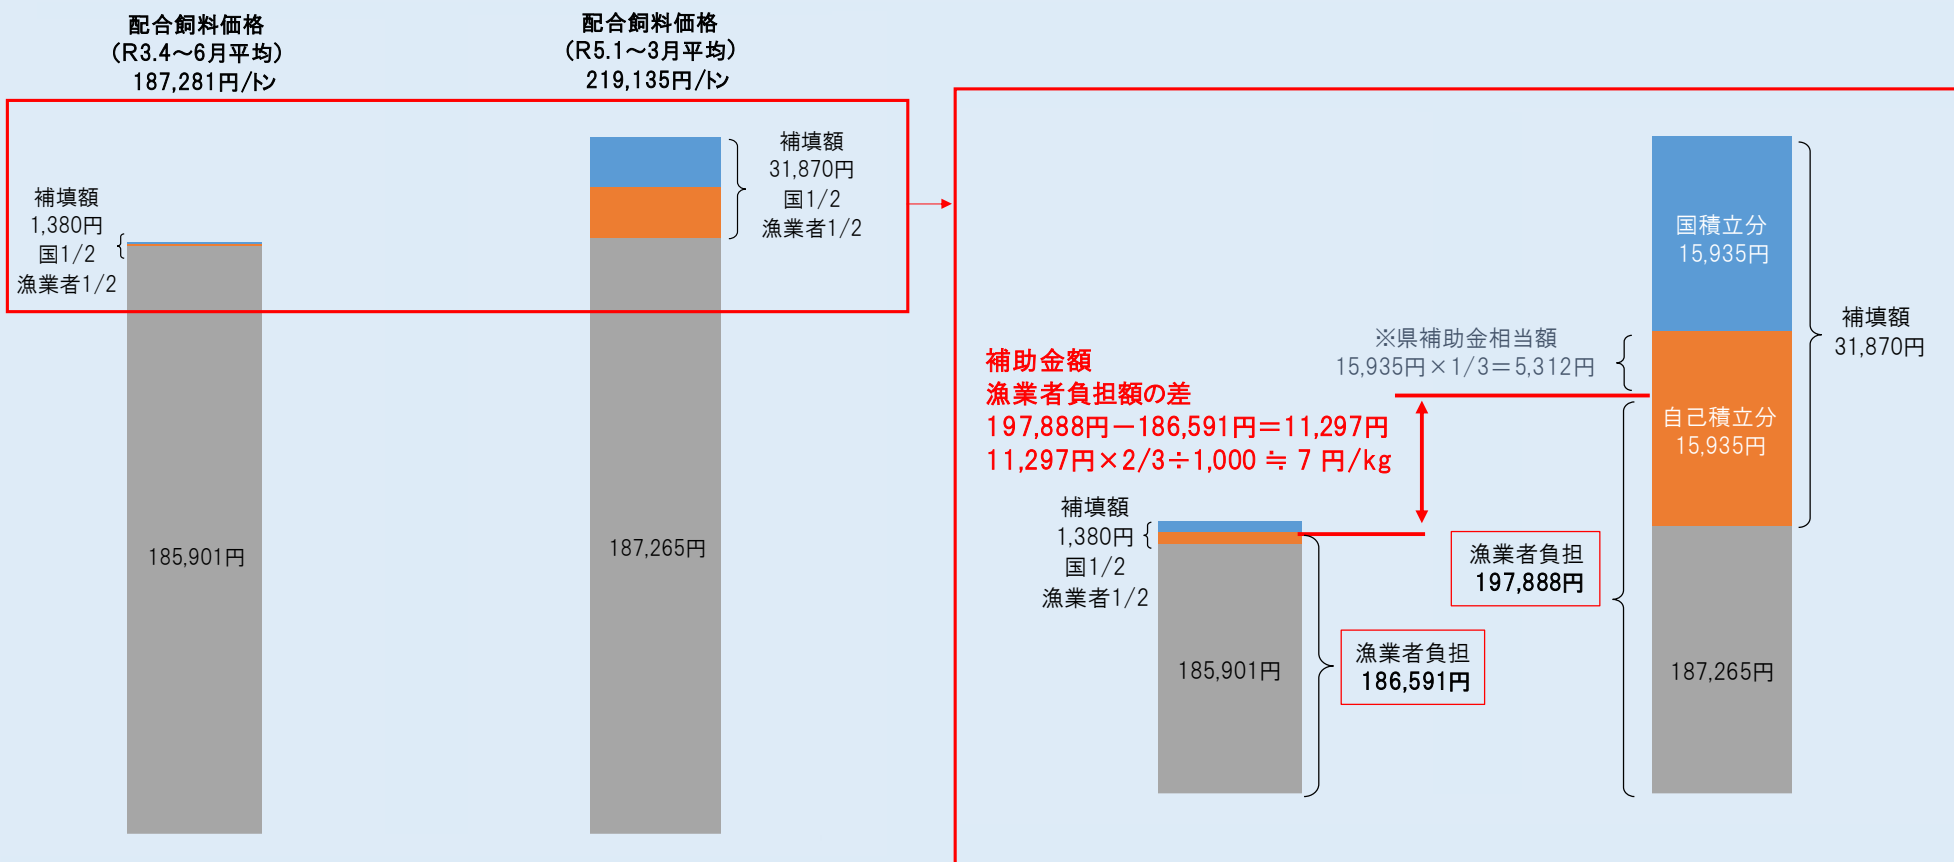 配合飼料価格
（R3.4～6月平均）
187,281円/トン
配合飼料価格
（R5.1～3月平均）
219,135円/トン
補填額
1,380円
国1/2
漁業者1/2
185,901円
補填額
31,870円
国1/2
漁業者1/2
187,265円
補助金額
漁業者負担額の差
197,888円－186,591円＝11,297円
11,297円×2/3÷1,000 ≒ 7 円/kg
※県補助金相当額
15,935円×1/3＝5,312円
国積立分
15,935円
自己積立分
15,935円
補填額
31,870円
補填額
1,380円
国1/2
漁業者1/2
漁業者負担
197,888円
漁業者負担
186,591円
185,901円
187,265円